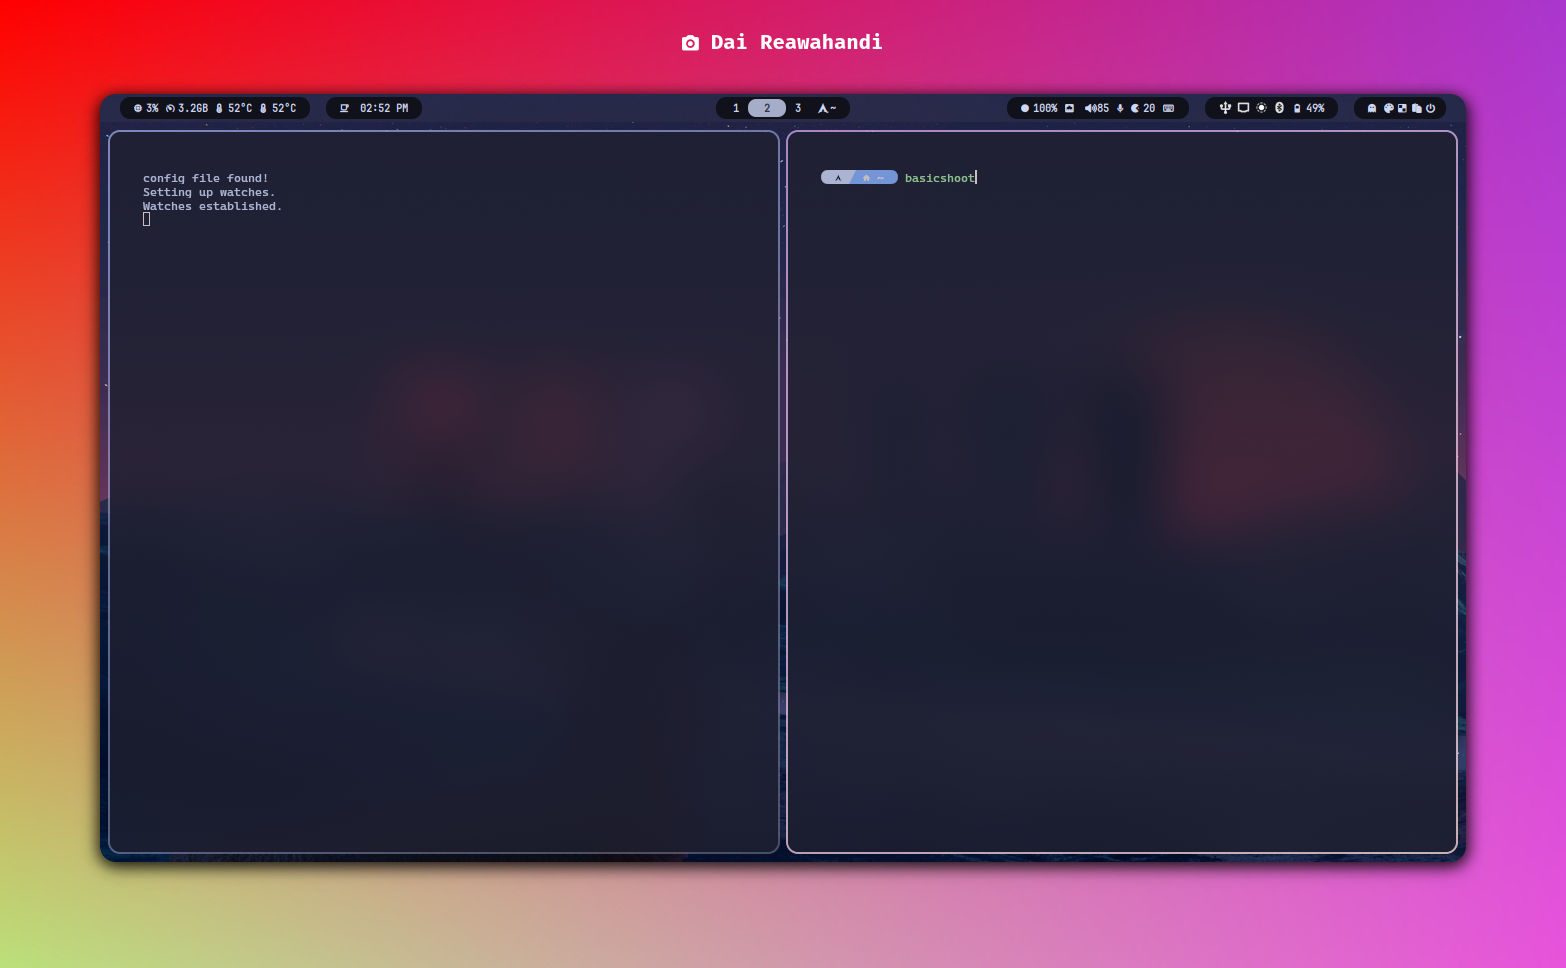 Dai Reawahandi
3% 3.2GB 52°C 52°C 02:52 PM 1 2 3 ~ 100% 85 20 49%
config file found!
Setting up watches.
Watches established.
~ basicshoot